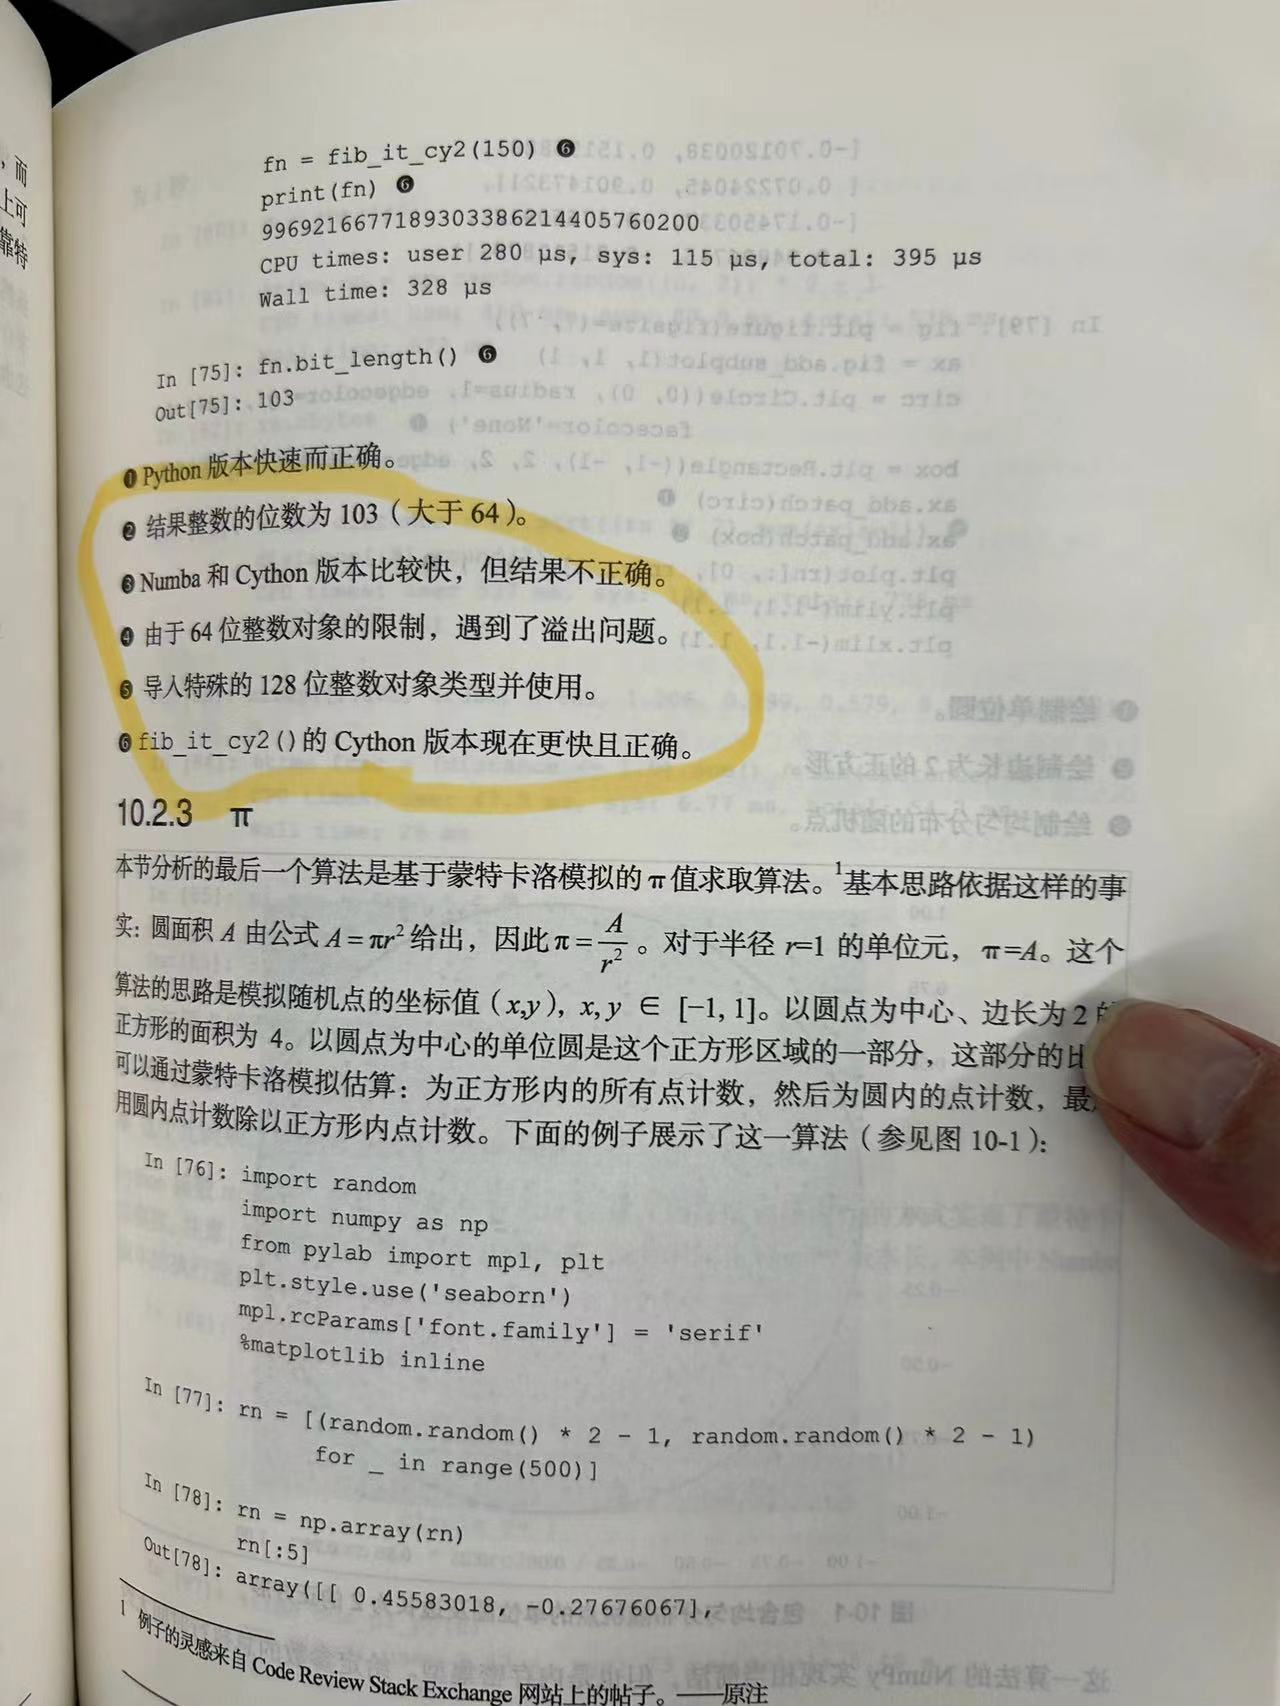 ，而
上可
靠特
fn = fib_it_cy2(150) ❻
print(fn) ❻
9969216677189303386214405760200
CPU times: user 280 µs, sys: 115 µs, total: 395 µs
Wall time: 328 µs
In [75]: fn.bit_length() ❻
Out[75]: 103
❶ Python 版本快速而正确。
❷ 结果整数的位数为 103（大于 64）。
❸ Numba 和 Cython 版本比较快，但结果不正确。
❹ 由于 64 位整数对象的限制，遇到了溢出问题。
❺ 导入特殊的 128 位整数对象类型并使用。
❻ fib_it_cy2()的 Cython 版本现在更快且正确。
10.2.3 π
本节分析的最后一个算法是基于蒙特卡洛模拟的 π 值求取算法。¹基本思路依据这样的事
实：圆面积 A 由公式 A = πr² 给出，因此 π = A/r²。对于半径 r=1 的单位元，π=A。这个
算法的思路是模拟随机点的坐标值（x,y），x, y ∈ [−1, 1]。以圆点为中心、边长为 2
正方形的面积为 4。以圆点为中心的单位圆是这个正方形区域的一部分，这部分的比
可以通过蒙特卡洛模拟估算：为正方形内的所有点计数，然后为圆内的点计数，最
用圆内点计数除以正方形内点计数。下面的例子展示了这一算法（参见图 10-1）：
In [76]: import random
import numpy as np
from pylab import mpl, plt
plt.style.use('seaborn')
mpl.rcParams['font.family'] = 'serif'
%matplotlib inline
In [77]: rn = [(random.random() * 2 - 1, random.random() * 2 - 1)
for _ in range(500)]
In [78]: rn = np.array(rn)
rn[:5]
Out[78]: array([[ 0.45583018, -0.27676067],
1 例子的灵感来自 Code Review Stack Exchange 网站上的帖子。——原注